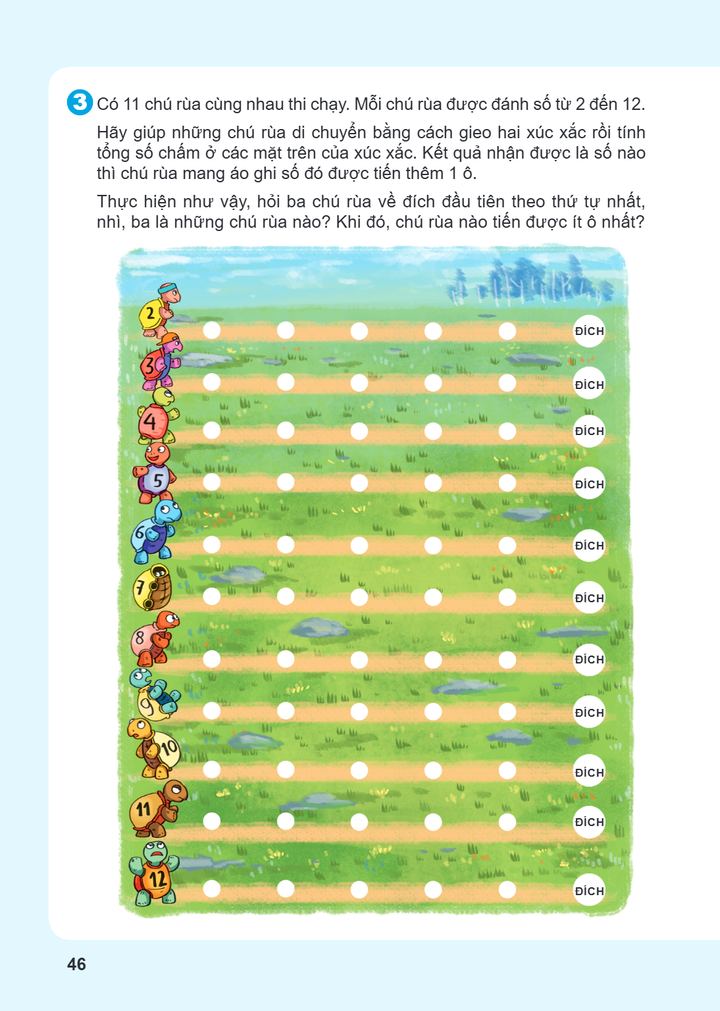 3 Có 11 chú rùa cùng nhau thi chạy. Mỗi chú rùa được đánh số từ 2 đến 12.
Hãy giúp những chú rùa di chuyển bằng cách gieo hai xúc xắc rồi tính
tổng số chấm ở các mặt trên của xúc xắc. Kết quả nhận được là số nào
thì chú rùa mang áo ghi số đó được tiến thêm 1 ô.
Thực hiện như vậy, hỏi ba chú rùa về đích đầu tiên theo thứ tự nhất,
nhì, ba là những chú rùa nào? Khi đó, chú rùa nào tiến được ít ô nhất?
2 ĐÍCH
3 ĐÍCH
4 ĐÍCH
5 ĐÍCH
6 ĐÍCH
7 ĐÍCH
8 ĐÍCH
9 ĐÍCH
10 ĐÍCH
11 ĐÍCH
12 ĐÍCH
46